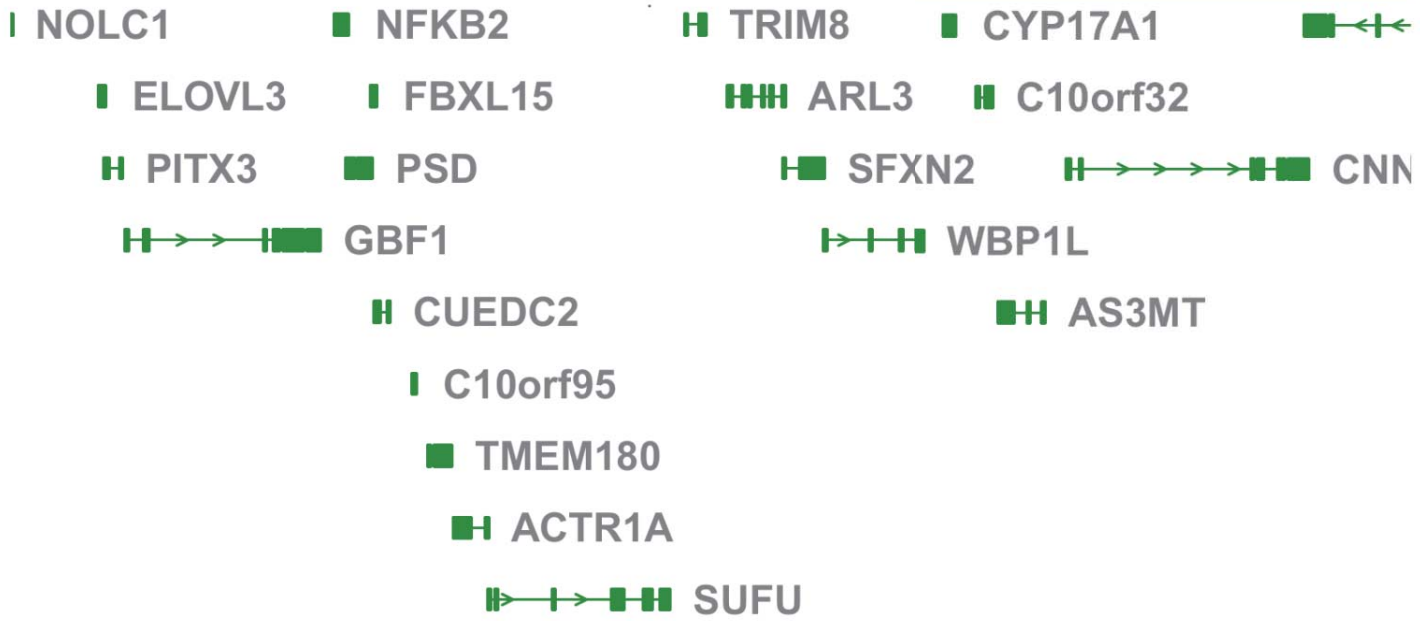 NOLC1 NFKB2 TRIM8 CYP17A1
ELOVL3 FBXL15 ARL3 C10orf32
PITX3 PSD SFXN2 CNN
GBF1 WBP1L
CUEDC2 AS3MT
C10orf95
TMEM180
ACTR1A
SUFU